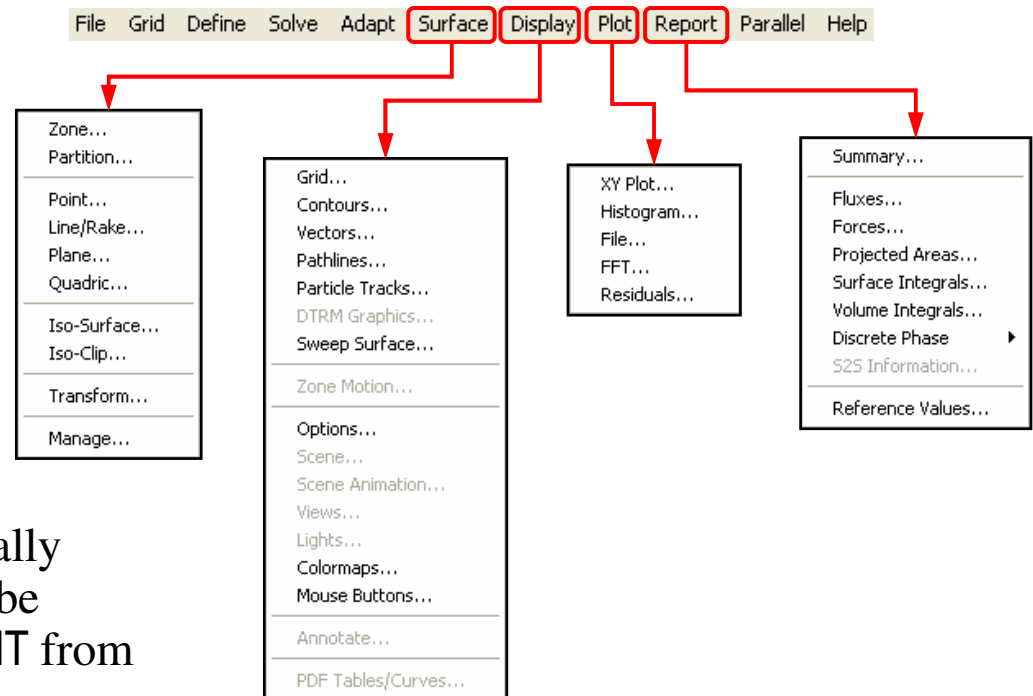 File Grid Define Solve Adapt Surface Display Plot Report Parallel Help
Zone...
Partition...
Point...
Line/Rake...
Plane...
Quadric...
Iso-Surface...
Iso-Clip...
Transform...
Manage...
Grid...
Contours...
Vectors...
Pathlines...
Particle Tracks...
DTRM Graphics...
Sweep Surface...
Zone Motion...
Options...
Scene...
Scene Animation...
Views...
Lights...
Colormaps...
Mouse Buttons...
Annotate...
PDF Tables/Curves...
XY Plot...
Histogram...
File...
FFT...
Residuals...
Summary...
Fluxes...
Forces...
Projected Areas...
Surface Integrals...
Volume Integrals...
Discrete Phase
S2S Information...
Reference Values...
ally
be
NT from